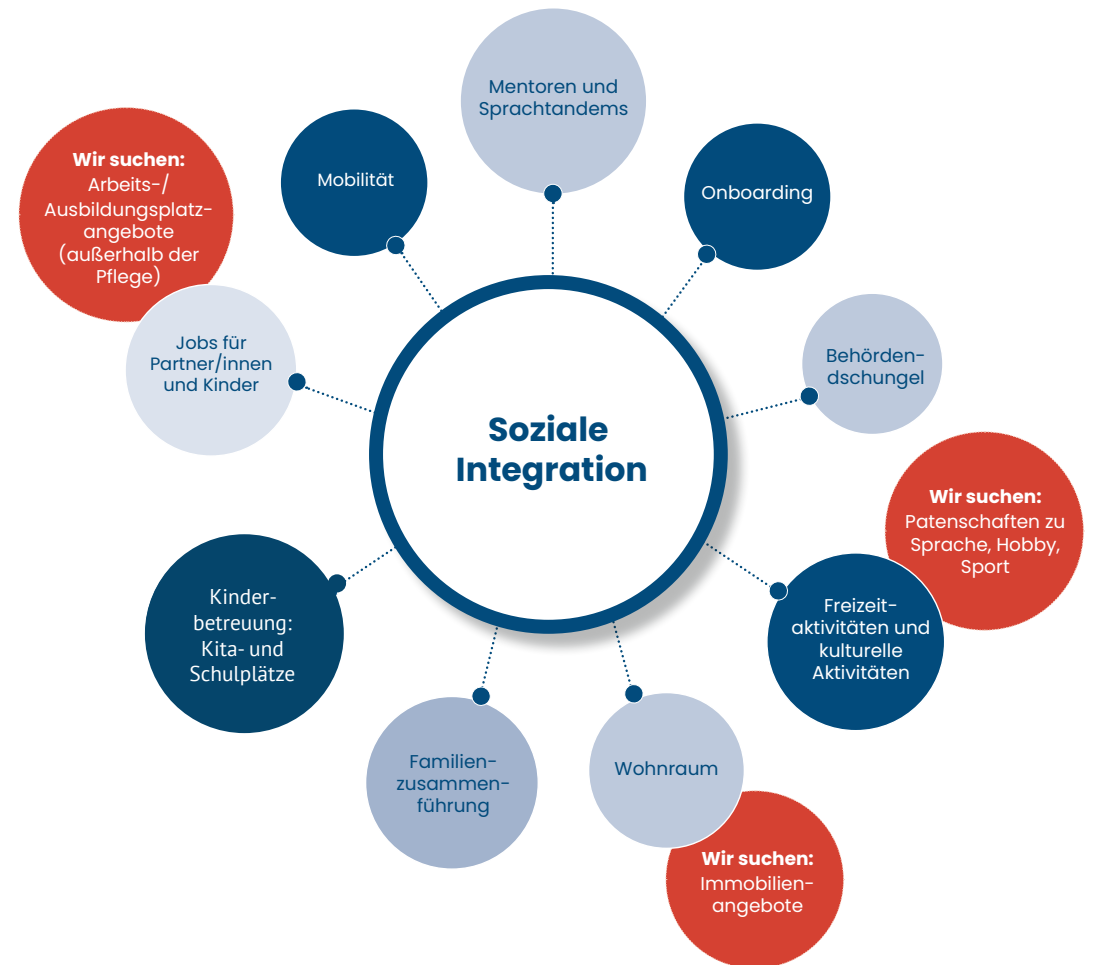 Mentoren und
Sprachtandems
Mobilität
Onboarding
Wir suchen:
Arbeits-/
Ausbildungsplatz-
angebote
(außerhalb der
Pflege)
Jobs für
Partner/innen
und Kinder
Behörden-
dschungel
Soziale
Integration
Wir suchen:
Patenschaften zu
Sprache, Hobby,
Sport
Freizeit-
aktivitäten und
kulturelle
Aktivitäten
Kinder-
betreuung:
Kita- und
Schulplätze
Familien-
zusammen-
führung
Wohnraum
Wir suchen:
Immobilien-
angebote